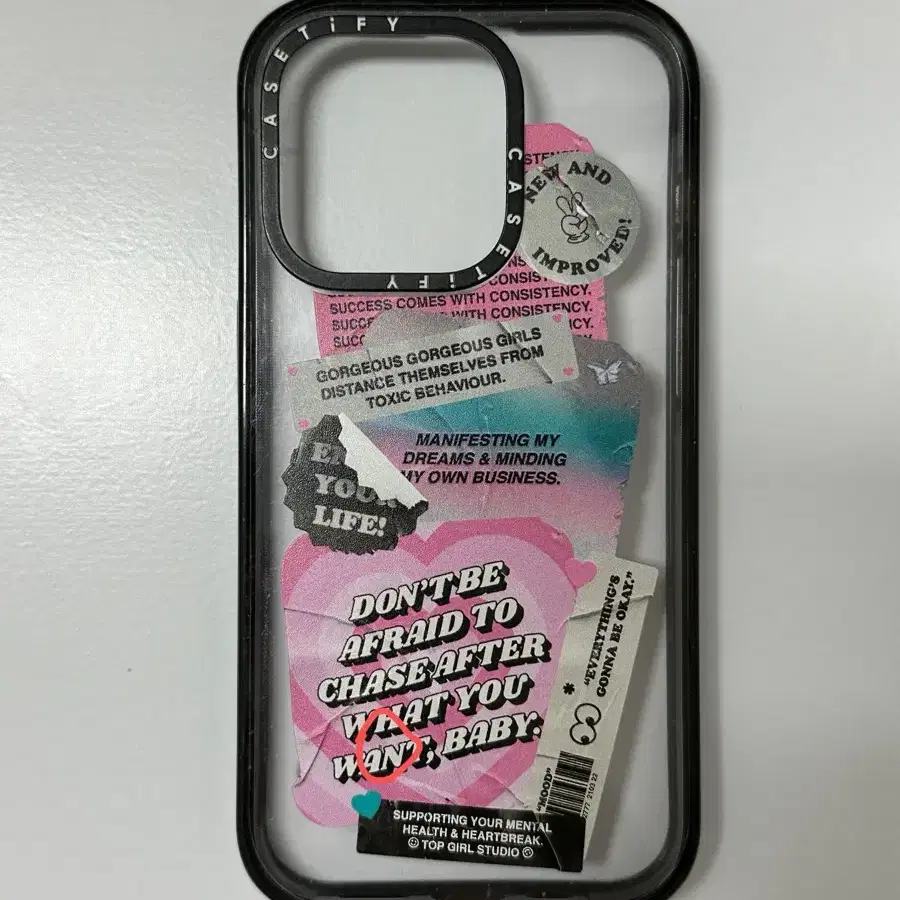 CASETiFY
CASETiFY
CASETiFY
NEW AND
IMPROVED!
SUCCESS COMES WITH CONSISTENCY.
GORGEOUS GORGEOUS GIRLS
DISTANCE THEMSELVES FROM
TOXIC BEHAVIOUR.
MANIFESTING MY
DREAMS & MINDING
MY OWN BUSINESS.
YOUR
LIFE!
DON'T BE
AFRAID TO
CHASE AFTER
WHAT YOU
WANT, BABY.
"EVERYTHING'S
GONNA BE OKAY."
*
"MOOD"
SUPPORTING YOUR MENTAL
HEALTH & HEARTBREAK.
☺ TOP GIRL STUDIO ☹